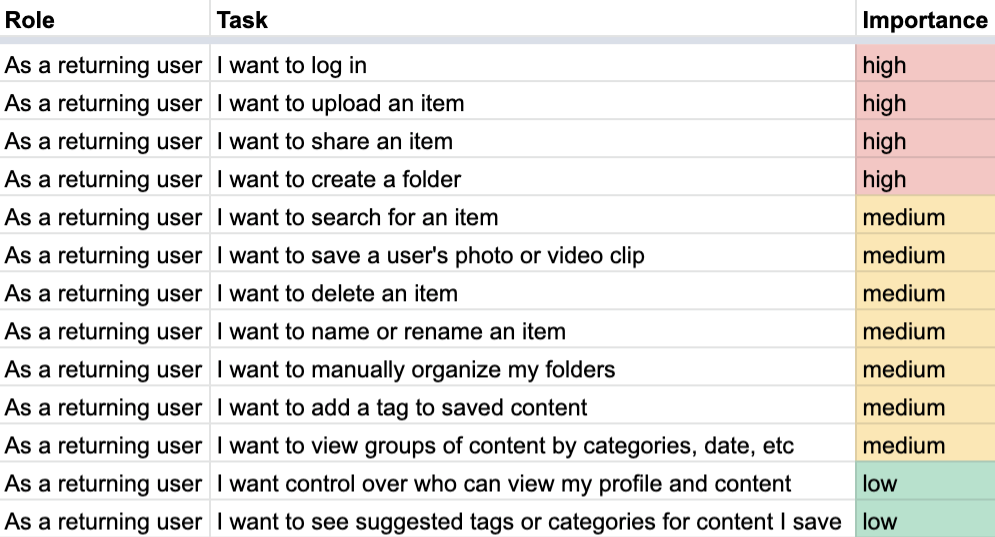 Role Task Importance
As a returning user I want to log in high
As a returning user I want to upload an item high
As a returning user I want to share an item high
As a returning user I want to create a folder high
As a returning user I want to search for an item medium
As a returning user I want to save a user's photo or video clip medium
As a returning user I want to delete an item medium
As a returning user I want to name or rename an item medium
As a returning user I want to manually organize my folders medium
As a returning user I want to add a tag to saved content medium
As a returning user I want to view groups of content by categories, date, etc medium
As a returning user I want control over who can view my profile and content low
As a returning user I want to see suggested tags or categories for content I save low